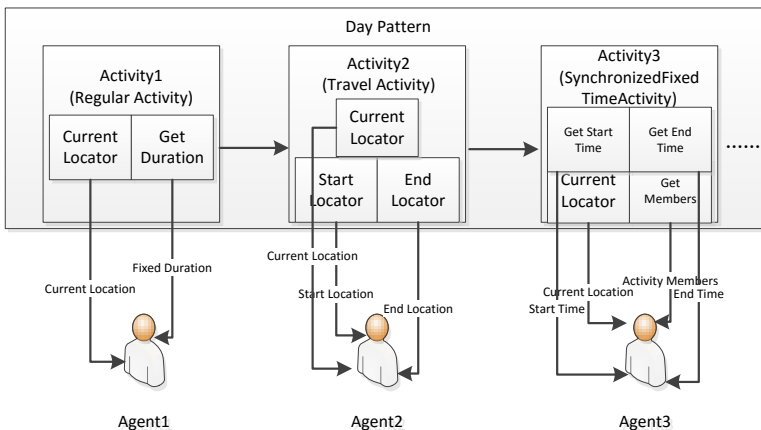 Day Pattern
Activity1
(Regular Activity)
Current
Locator
Get
Duration
Activity2
(Travel Activity)
Current
Locator
Start
Locator
End
Locator
Activity3
(SynchronizedFixed
TimeActivity)
Get Start
Time
Get End
Time
Current
Locator
Get
Members
......
Fixed Duration
Current Location
Current Location
Start Location
End Location
Activity Members
Current Location
End Time
Start Time
Agent1
Agent2
Agent3